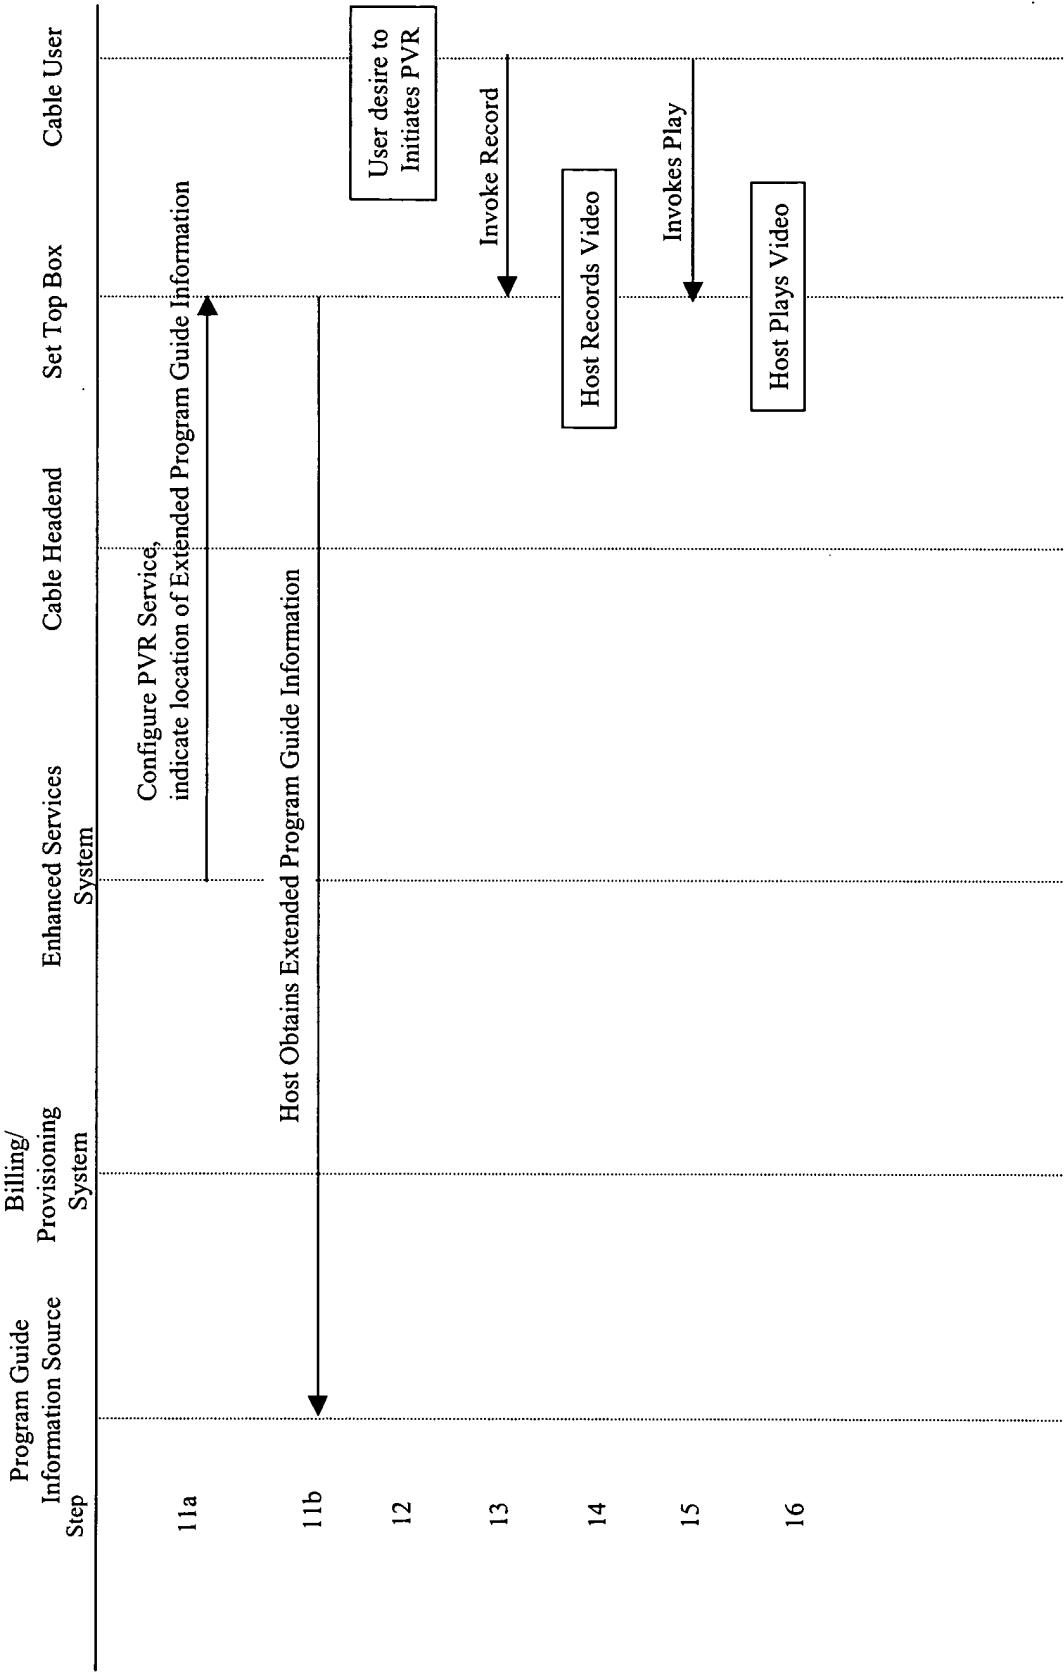 Step
Program Guide
Information Source
Billing/
Provisioning
System
Enhanced Services
System
Cable Headend
Set Top Box
Cable User
11a
Configure PVR Service,
indicate location of Extended Program Guide Information
11b
Host Obtains Extended Program Guide Information
12
User desire to
Initiates PVR
13
Invoke Record
14
Host Records Video
15
Invokes Play
16
Host Plays Video